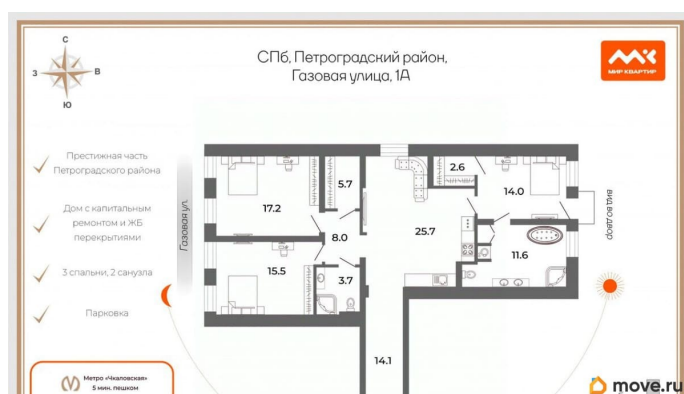 С
З
В
Ю
СПб, Петроградский район,
Газовая улица, 1А
МИР КВАРТИР
Престижная часть
Петроградского района
Дом с капитальным
ремонтом и ЖБ
перекрытиями
3 спальни, 2 санузла
Парковка
Метро «Чкаловская»
5 мин. пешком
Газовая ул.
17.2
5.7
2.6
14.0
8.0
25.7
15.5
3.7
11.6
14.1
вид во двор
move.ru